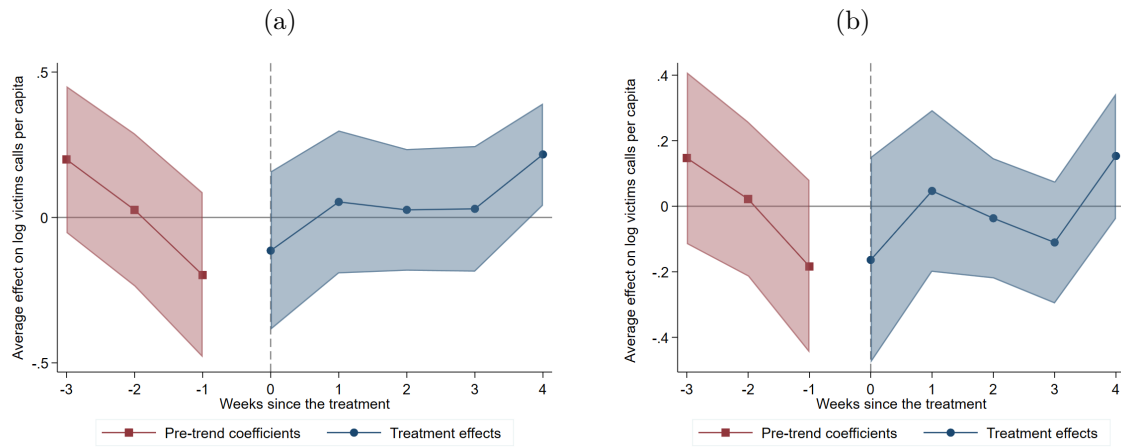 (a)
Average effect on log victims calls per capita
.5
0
-.5
-3 -2 -1 0 1 2 3 4
Weeks since the treatment
Pre-trend coefficients Treatment effects
(b)
Average effect on log victims calls per capita
.4
.2
0
-.2
-.4
-3 -2 -1 0 1 2 3 4
Weeks since the treatment
Pre-trend coefficients Treatment effects